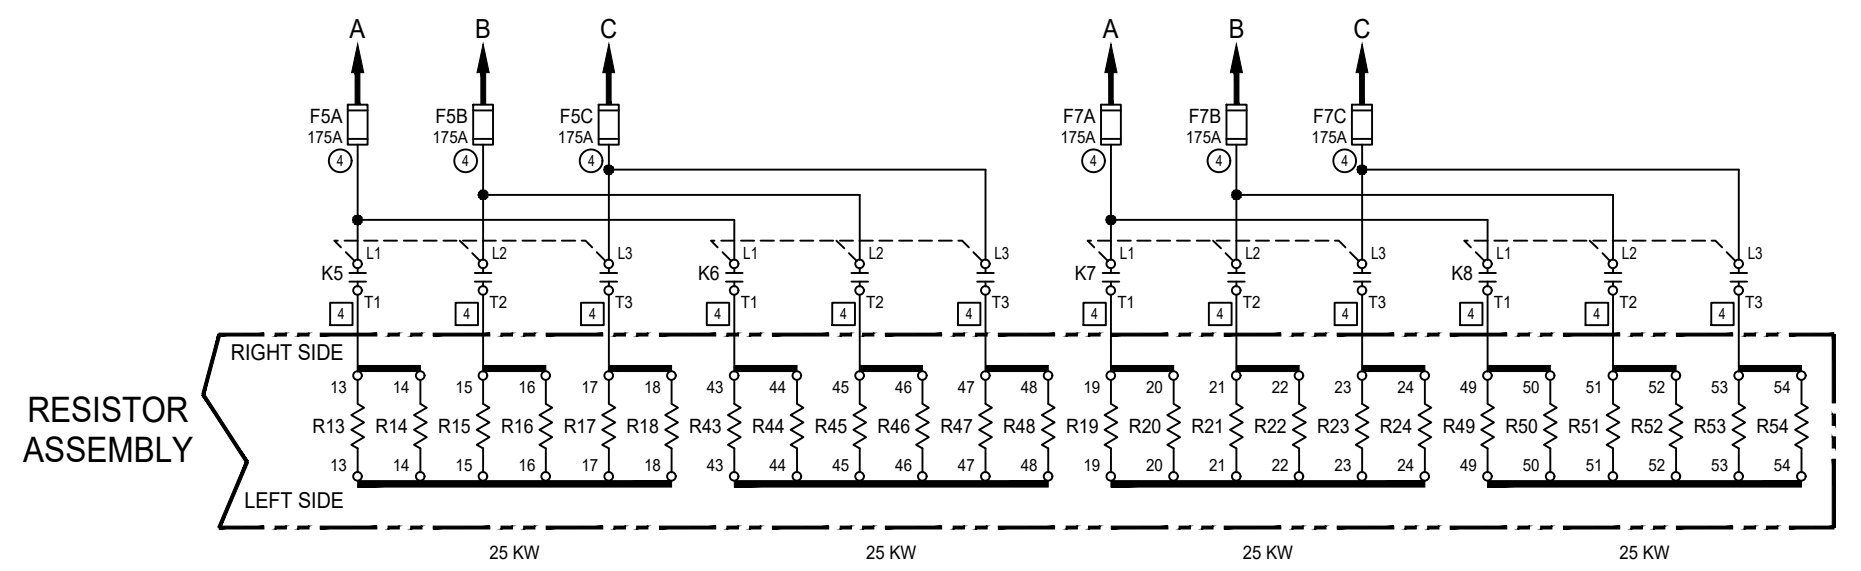 A B C A B C
F5A F5B F5C F7A F7B F7C
175A 175A 175A 175A 175A 175A
4 4 4 4 4 4
L1 L2 L3 L1 L2 L3 L1 L2 L3 L1 L2 L3
K5 K6 K7 K8
T1 T2 T3 T1 T2 T3 T1 T2 T3 T1 T2 T3
4 4 4 4 4 4 4 4 4 4 4 4
RIGHT SIDE
13 14 15 16 17 18 43 44 45 46 47 48 19 20 21 22 23 24 49 50 51 52 53 54
RESISTOR
ASSEMBLY
R13 R14 R15 R16 R17 R18 R43 R44 R45 R46 R47 R48 R19 R20 R21 R22 R23 R24 R49 R50 R51 R52 R53 R54
13 14 15 16 17 18 43 44 45 46 47 48 19 20 21 22 23 24 49 50 51 52 53 54
LEFT SIDE
25 KW 25 KW 25 KW 25 KW